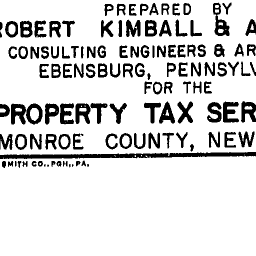 PREPARED BY
ROBERT KIMBALL & A
CONSULTING ENGINEERS & AR
EBENSBURG, PENNSYLV
FOR THE
PROPERTY TAX SER
MONROE COUNTY, NEW
SMITH CO., PGH., PA.